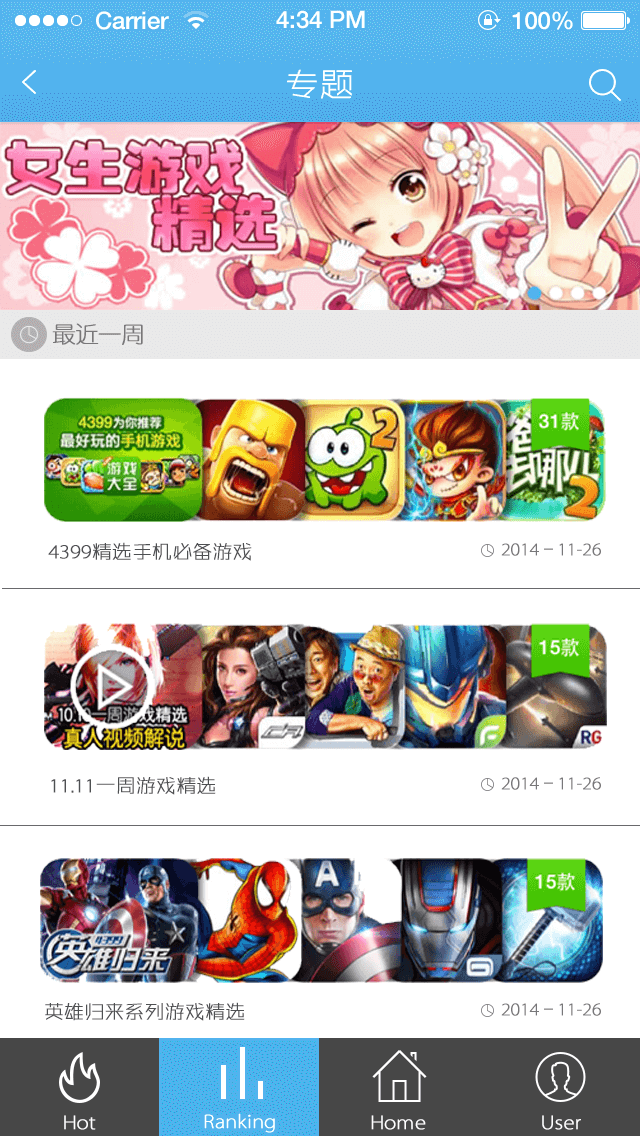 Carrier 4:34 PM 100%
专题
女生游戏
精选
最近一周
4399为你推荐
最好玩的手机游戏
游戏
大全
2
31款
2
4399精选手机必备游戏
2014-11-26
15款
10.10一周游戏精选
真人视频解说
RG
11.11一周游戏精选
2014-11-26
15款
A
4399
英雄归来
英雄归来系列游戏精选
2014-11-26
Hot
Ranking
Home
User